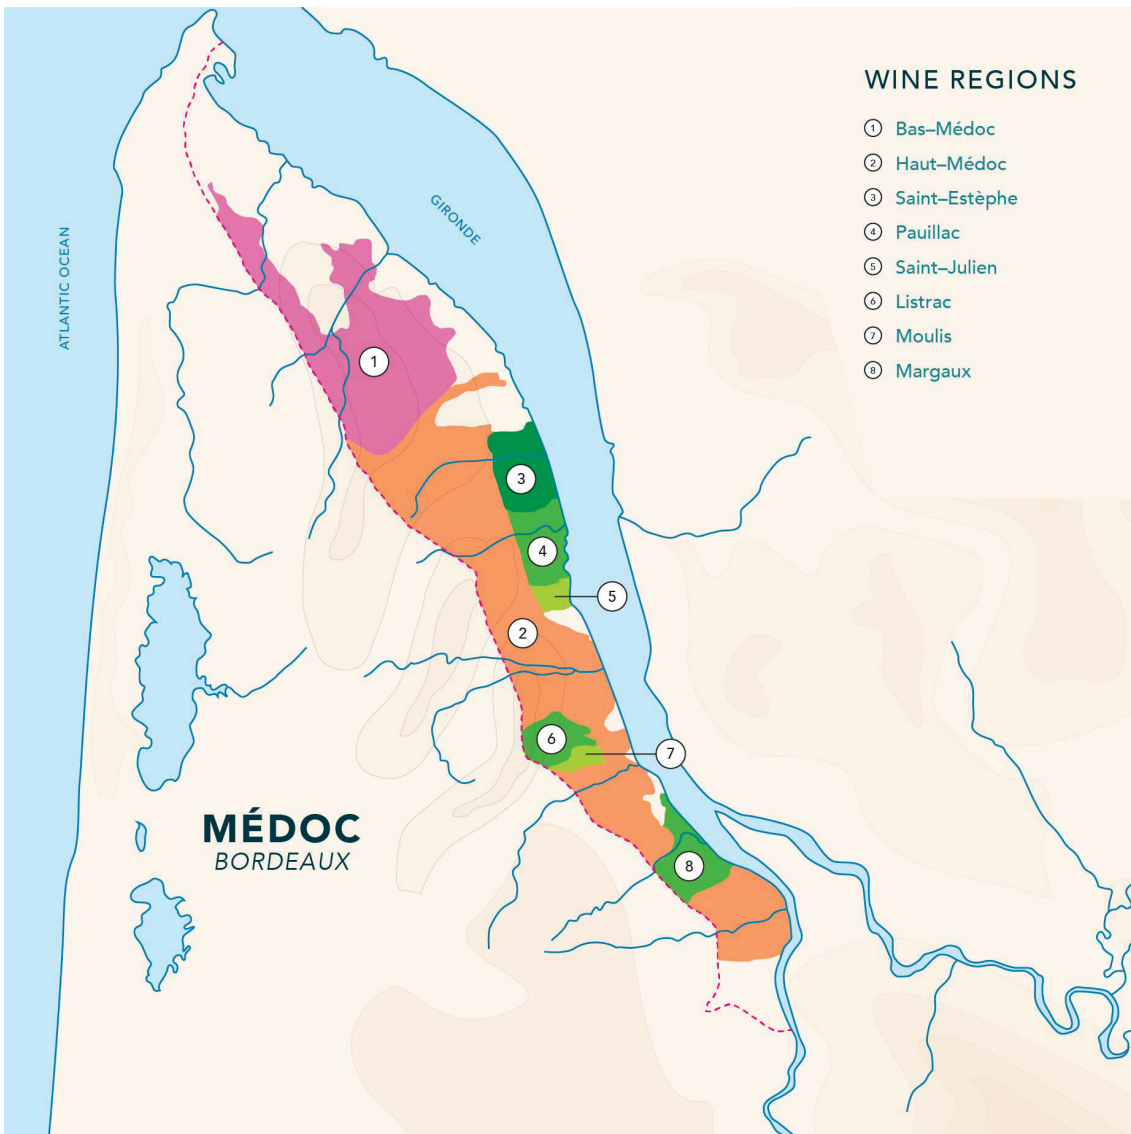 WINE REGIONS
1 Bas–Médoc
2 Haut–Médoc
3 Saint–Estèphe
4 Pauillac
5 Saint–Julien
6 Listrac
7 Moulis
8 Margaux
GIRONDE
ATLANTIC OCEAN
1
3
4
5
2
6
7
MÉDOC
BORDEAUX
8